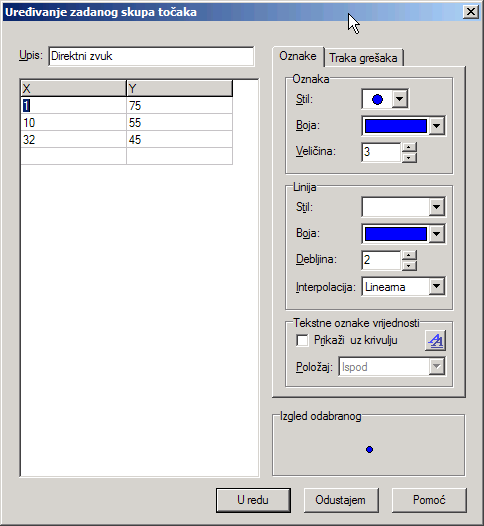 Uređivanje zadanog skupa točaka
Upis: Direktni zvuk
X Y
1 75
10 55
32 45
Oznake Traka grešaka
Oznaka
Stil:
Boja:
Veličina: 3
Linija
Stil:
Boja:
Debljina: 2
Interpolacija: Linearna
Tekstne oznake vrijednosti
Prikaži uz krivulju
Položaj: Ispod
Izgled odabranog
U redu Odustajem Pomoć